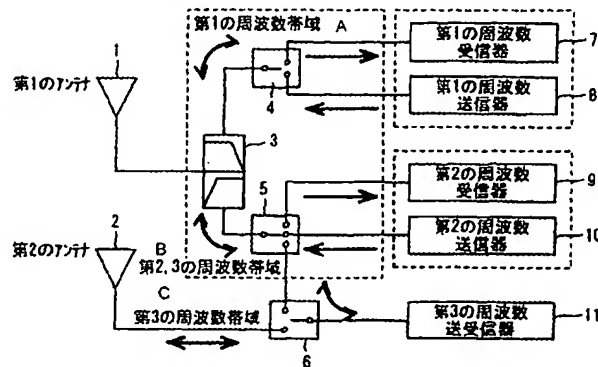 第1の周波数帯域 A
1
第1のアンテナ
第1の周波数
受信器
7
第1の周波数
送信器
8
4
3
第2の周波数
受信器
9
5
第2の周波数
送信器
10
2
第2のアンテナ
B
第2,3の周波数帯域
C
第3の周波数帯域
6
第3の周波数
送受信器
11